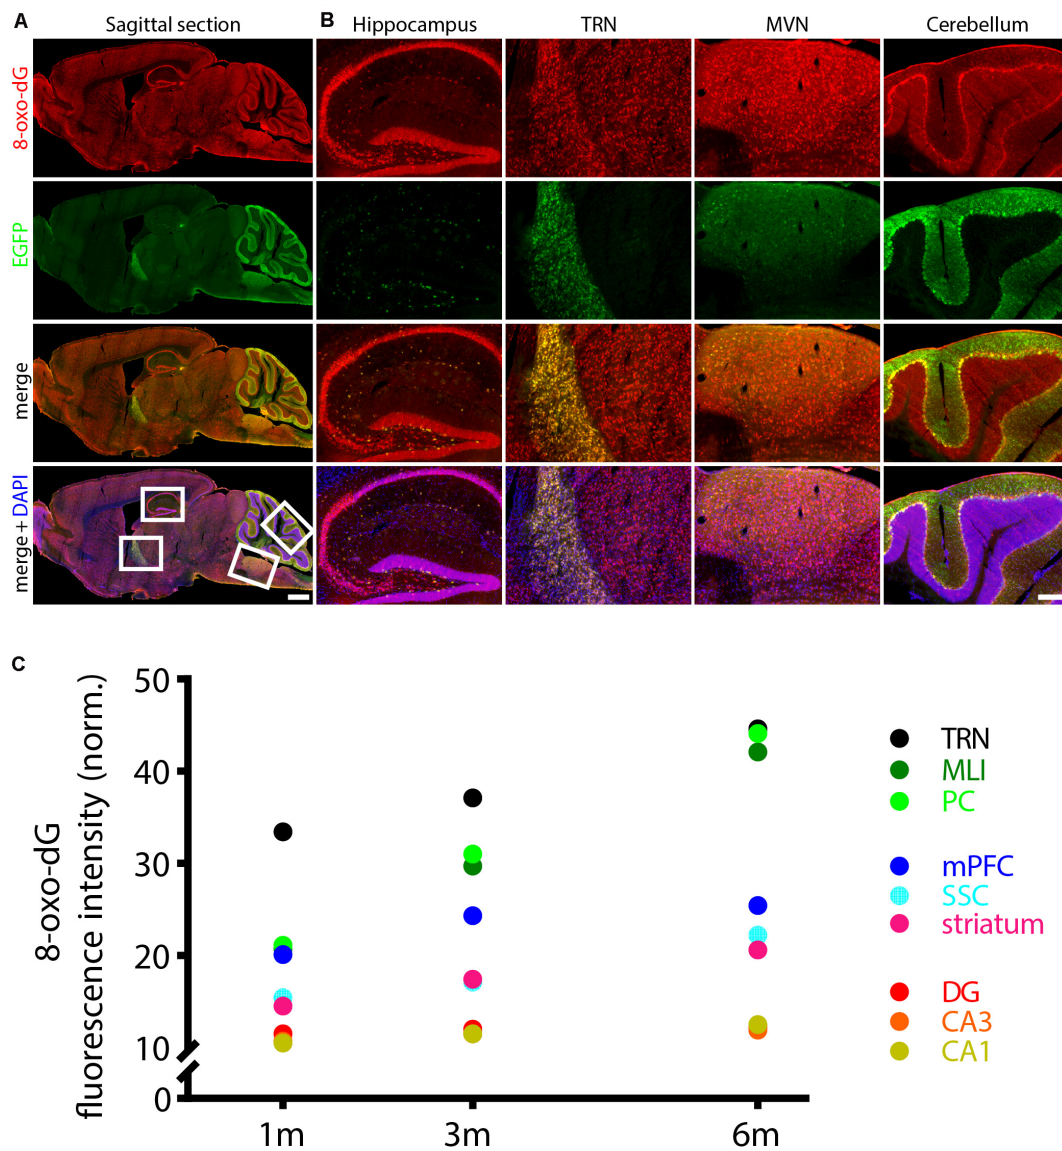 A
Sagittal section
B
Hippocampus
TRN
MVN
Cerebellum
8-oxo-dG
EGFP
merge
merge + DAPI
C
8-oxo-dG
fluorescence intensity (norm.)
50
40
30
20
10
0
1m
3m
6m
TRN
MLI
PC
mPFC
SSC
striatum
DG
CA3
CA1